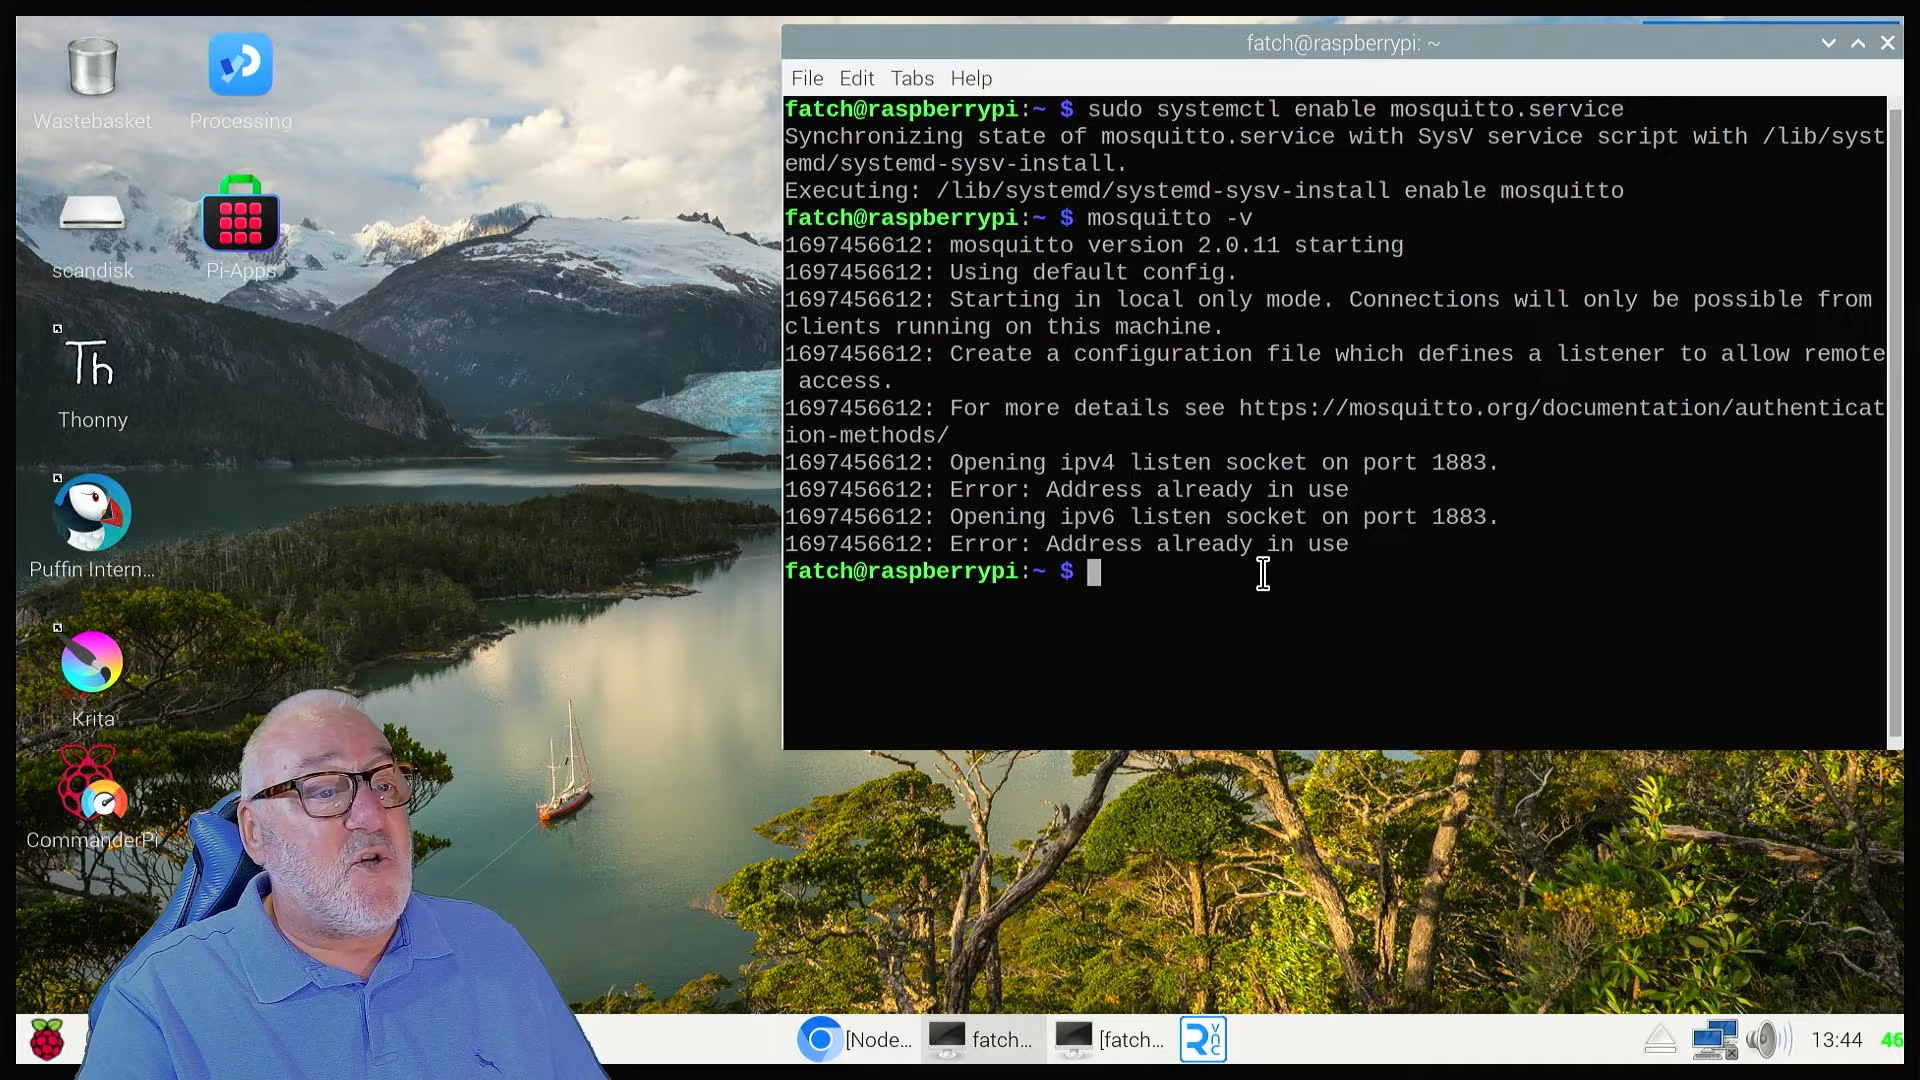 Wastebasket
Processing
scandisk
Pi-Apps
Th
Thonny
Puffin Intern...
Krita
CommanderPi
fatch@raspberrypi: ~
File Edit Tabs Help
fatch@raspberrypi:~ $ sudo systemctl enable mosquitto.service
Synchronizing state of mosquitto.service with SysV service script with /lib/syst
emd/systemd-sysv-install.
Executing: /lib/systemd/systemd-sysv-install enable mosquitto
fatch@raspberrypi:~ $ mosquitto -v
1697456612: mosquitto version 2.0.11 starting
1697456612: Using default config.
1697456612: Starting in local only mode. Connections will only be possible from
clients running on this machine.
1697456612: Create a configuration file which defines a listener to allow remote
 access.
1697456612: For more details see https://mosquitto.org/documentation/authenticat
ion-methods/
1697456612: Opening ipv4 listen socket on port 1883.
1697456612: Error: Address already in use
1697456612: Opening ipv6 listen socket on port 1883.
1697456612: Error: Address already in use
fatch@raspberrypi:~ $
[Node...
fatch...
[fatch...
R VNC
13:44
46